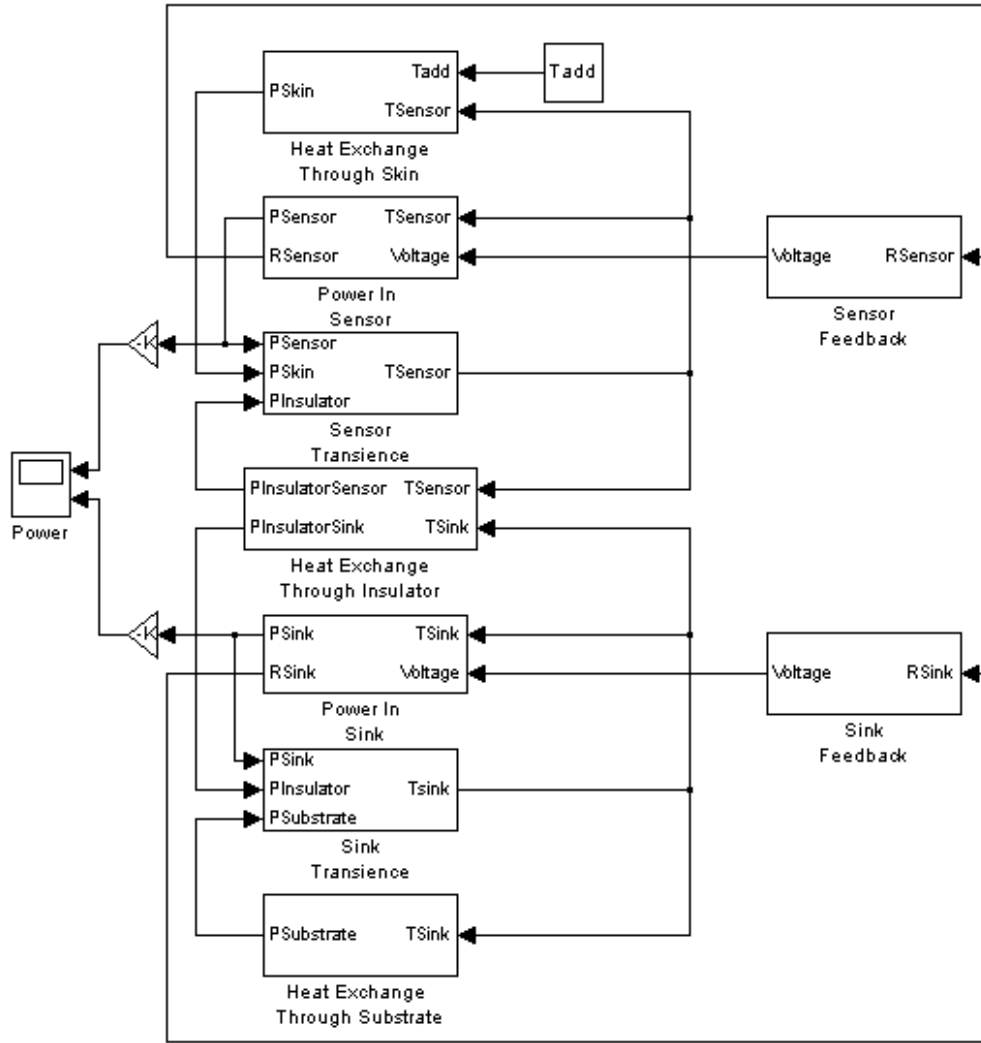 Tadd
PSkin
TSensor
Tadd
Heat Exchange
Through Skin
PSensor
TSensor
RSensor
Voltage
Power In
Sensor
Voltage
RSensor
Sensor
Feedback
-K
PSensor
PSkin
TSensor
PInsulator
Sensor
Transience
Power
PInsulatorSensor
TSensor
PInsulatorSink
TSink
Heat Exchange
Through Insulator
-K
PSink
TSink
RSink
Voltage
Power In
Sink
Voltage
RSink
Sink
Feedback
PSink
PInsulator
Tsink
PSubstrate
Sink
Transience
PSubstrate
TSink
Heat Exchange
Through Substrate